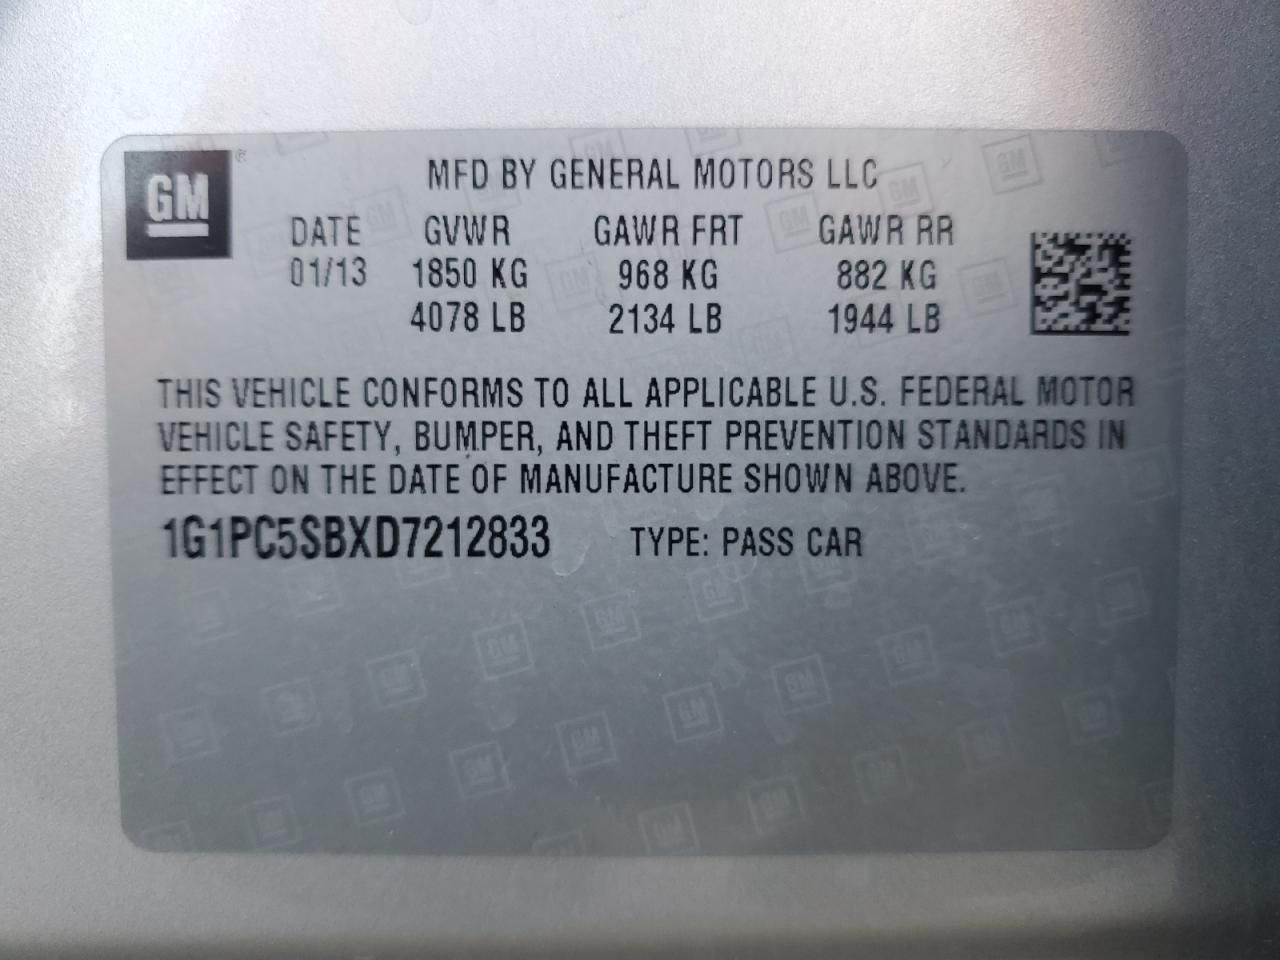 GM ®
MFD BY GENERAL MOTORS LLC
DATE GVWR GAWR FRT GAWR RR
01/13 1850 KG 968 KG 882 KG
4078 LB 2134 LB 1944 LB
THIS VEHICLE CONFORMS TO ALL APPLICABLE U.S. FEDERAL MOTOR
VEHICLE SAFETY, BUMPER, AND THEFT PREVENTION STANDARDS IN
EFFECT ON THE DATE OF MANUFACTURE SHOWN ABOVE.
1G1PC5SBXD7212833 TYPE: PASS CAR